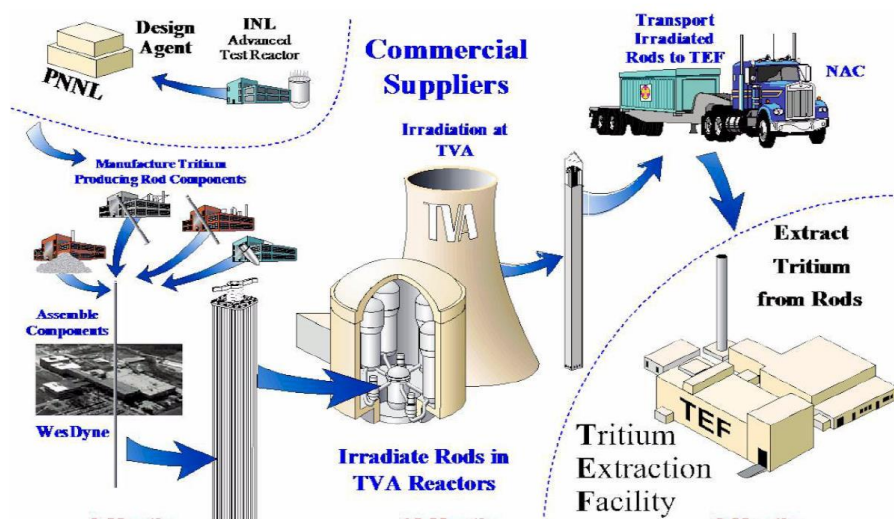 Design
Agent
PNNL
INL
Advanced
Test Reactor
Commercial
Suppliers
Transport
Irradiated
Rods to TEF
NAC
Manufacture Tritium
Producing Rod Components
Irradiation at
TVA
TVA
Extract
Tritium
from Rods
Assemble
Components
WesDyne
Irradiate Rods in
TVA Reactors
TEF
Tritium
Extraction
Facility